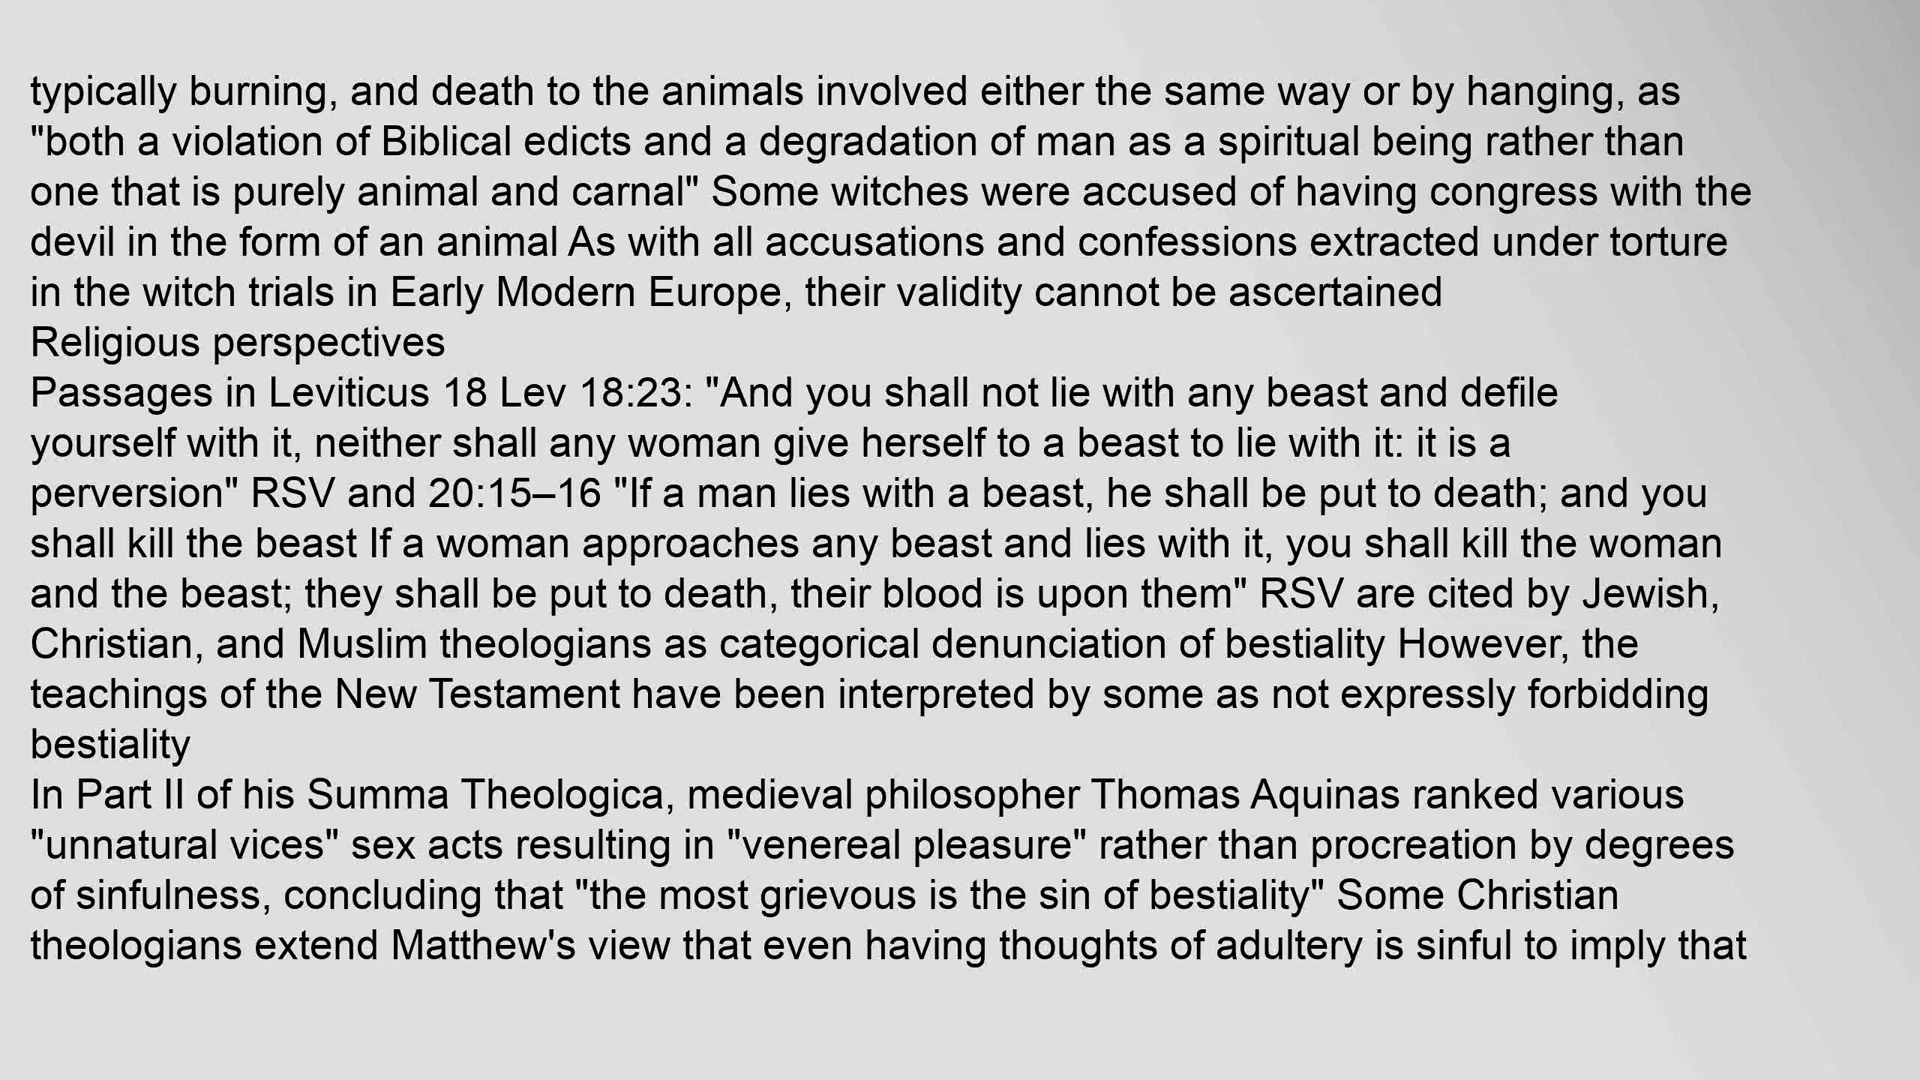 typically burning, and death to the animals involved either the same way or by hanging, as
"both a violation of Biblical edicts and a degradation of man as a spiritual being rather than
one that is purely animal and carnal" Some witches were accused of having congress with the
devil in the form of an animal As with all accusations and confessions extracted under torture
in the witch trials in Early Modern Europe, their validity cannot be ascertained
Religious perspectives
Passages in Leviticus 18 Lev 18:23: "And you shall not lie with any beast and defile
yourself with it, neither shall any woman give herself to a beast to lie with it: it is a
perversion" RSV and 20:15–16 "If a man lies with a beast, he shall be put to death; and you
shall kill the beast If a woman approaches any beast and lies with it, you shall kill the woman
and the beast; they shall be put to death, their blood is upon them" RSV are cited by Jewish,
Christian, and Muslim theologians as categorical denunciation of bestiality However, the
teachings of the New Testament have been interpreted by some as not expressly forbidding
bestiality
In Part II of his Summa Theologica, medieval philosopher Thomas Aquinas ranked various
"unnatural vices" sex acts resulting in "venereal pleasure" rather than procreation by degrees
of sinfulness, concluding that "the most grievous is the sin of bestiality" Some Christian
theologians extend Matthew's view that even having thoughts of adultery is sinful to imply that